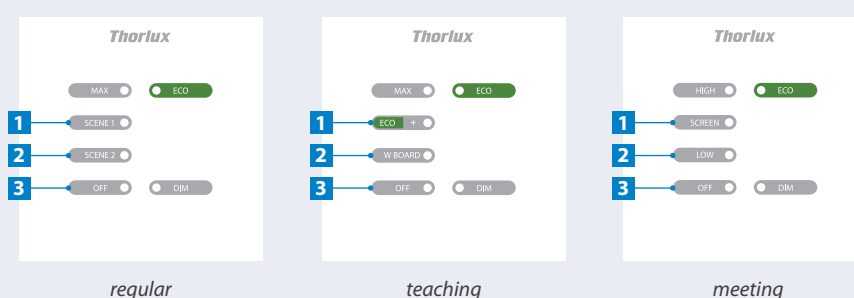 Thorlux
MAX ECO
1 SCENE 1
2 SCENE 2
3 OFF DIM
regular
Thorlux
MAX ECO
1 ECO +
2 W BOARD
3 OFF DIM
teaching
Thorlux
HIGH ECO
1 SCREEN
2 LOW
3 OFF DIM
meeting